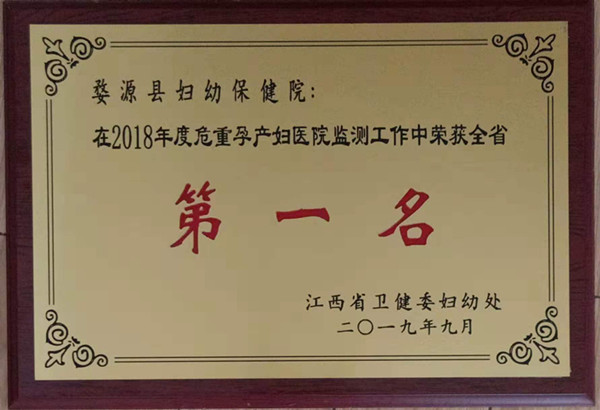 婺源县妇幼保健院：
在2018年度危重孕产妇医院监测工作中荣获全省
第一名
江西省卫健委妇幼处
二〇一九年九月